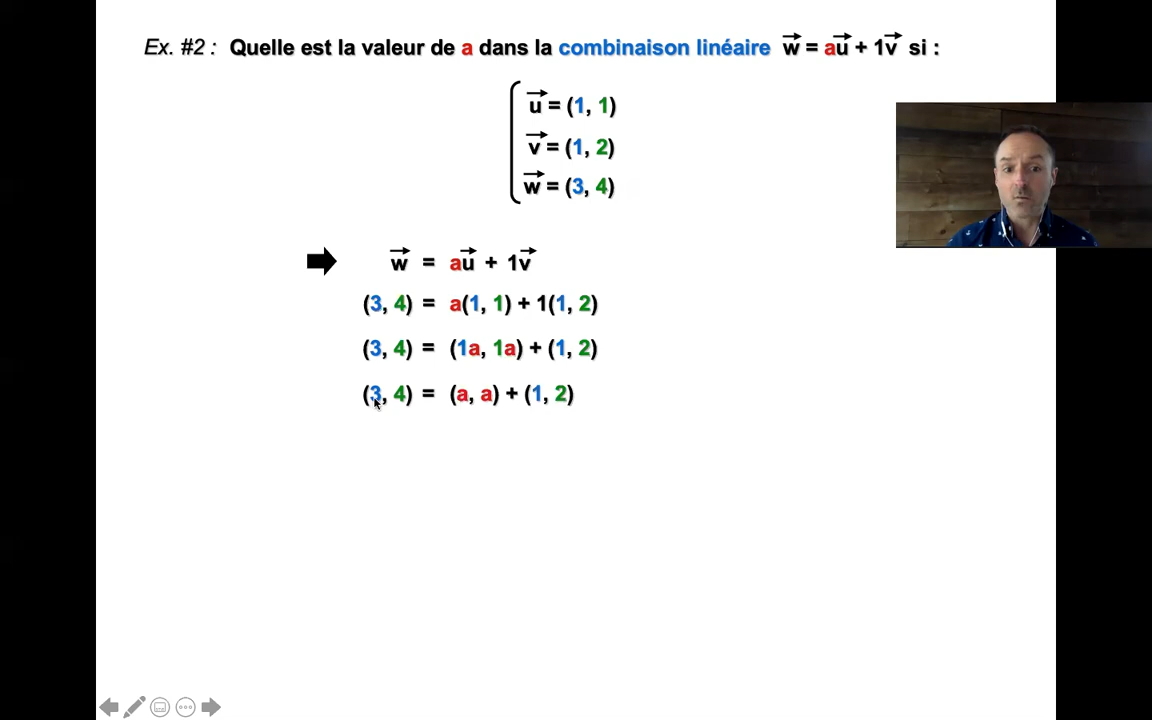 Ex. #2 : Quelle est la valeur de a dans la combinaison linéaire w = au + 1v si :
u = (1, 1)
v = (1, 2)
w = (3, 4)
w = au + 1v
(3, 4) = a(1, 1) + 1(1, 2)
(3, 4) = (1a, 1a) + (1, 2)
(3, 4) = (a, a) + (1, 2)